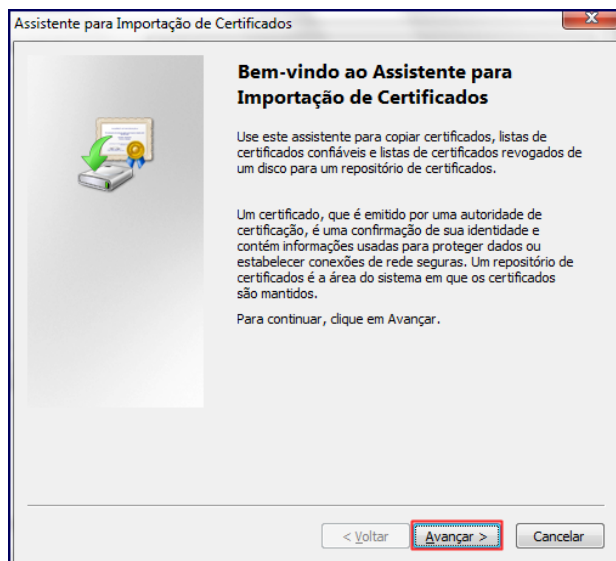 Assistente para Importação de Certificados
Bem-vindo ao Assistente para
Importação de Certificados
Use este assistente para copiar certificados, listas de
certificados confiáveis e listas de certificados revogados de
um disco para um repositório de certificados.
Um certificado, que é emitido por uma autoridade de
certificação, é uma confirmação de sua identidade e
contém informações usadas para proteger dados ou
estabelecer conexões de rede seguras. Um repositório de
certificados é a área do sistema em que os certificados
são mantidos.
Para continuar, clique em Avançar.
< Voltar Avançar > Cancelar